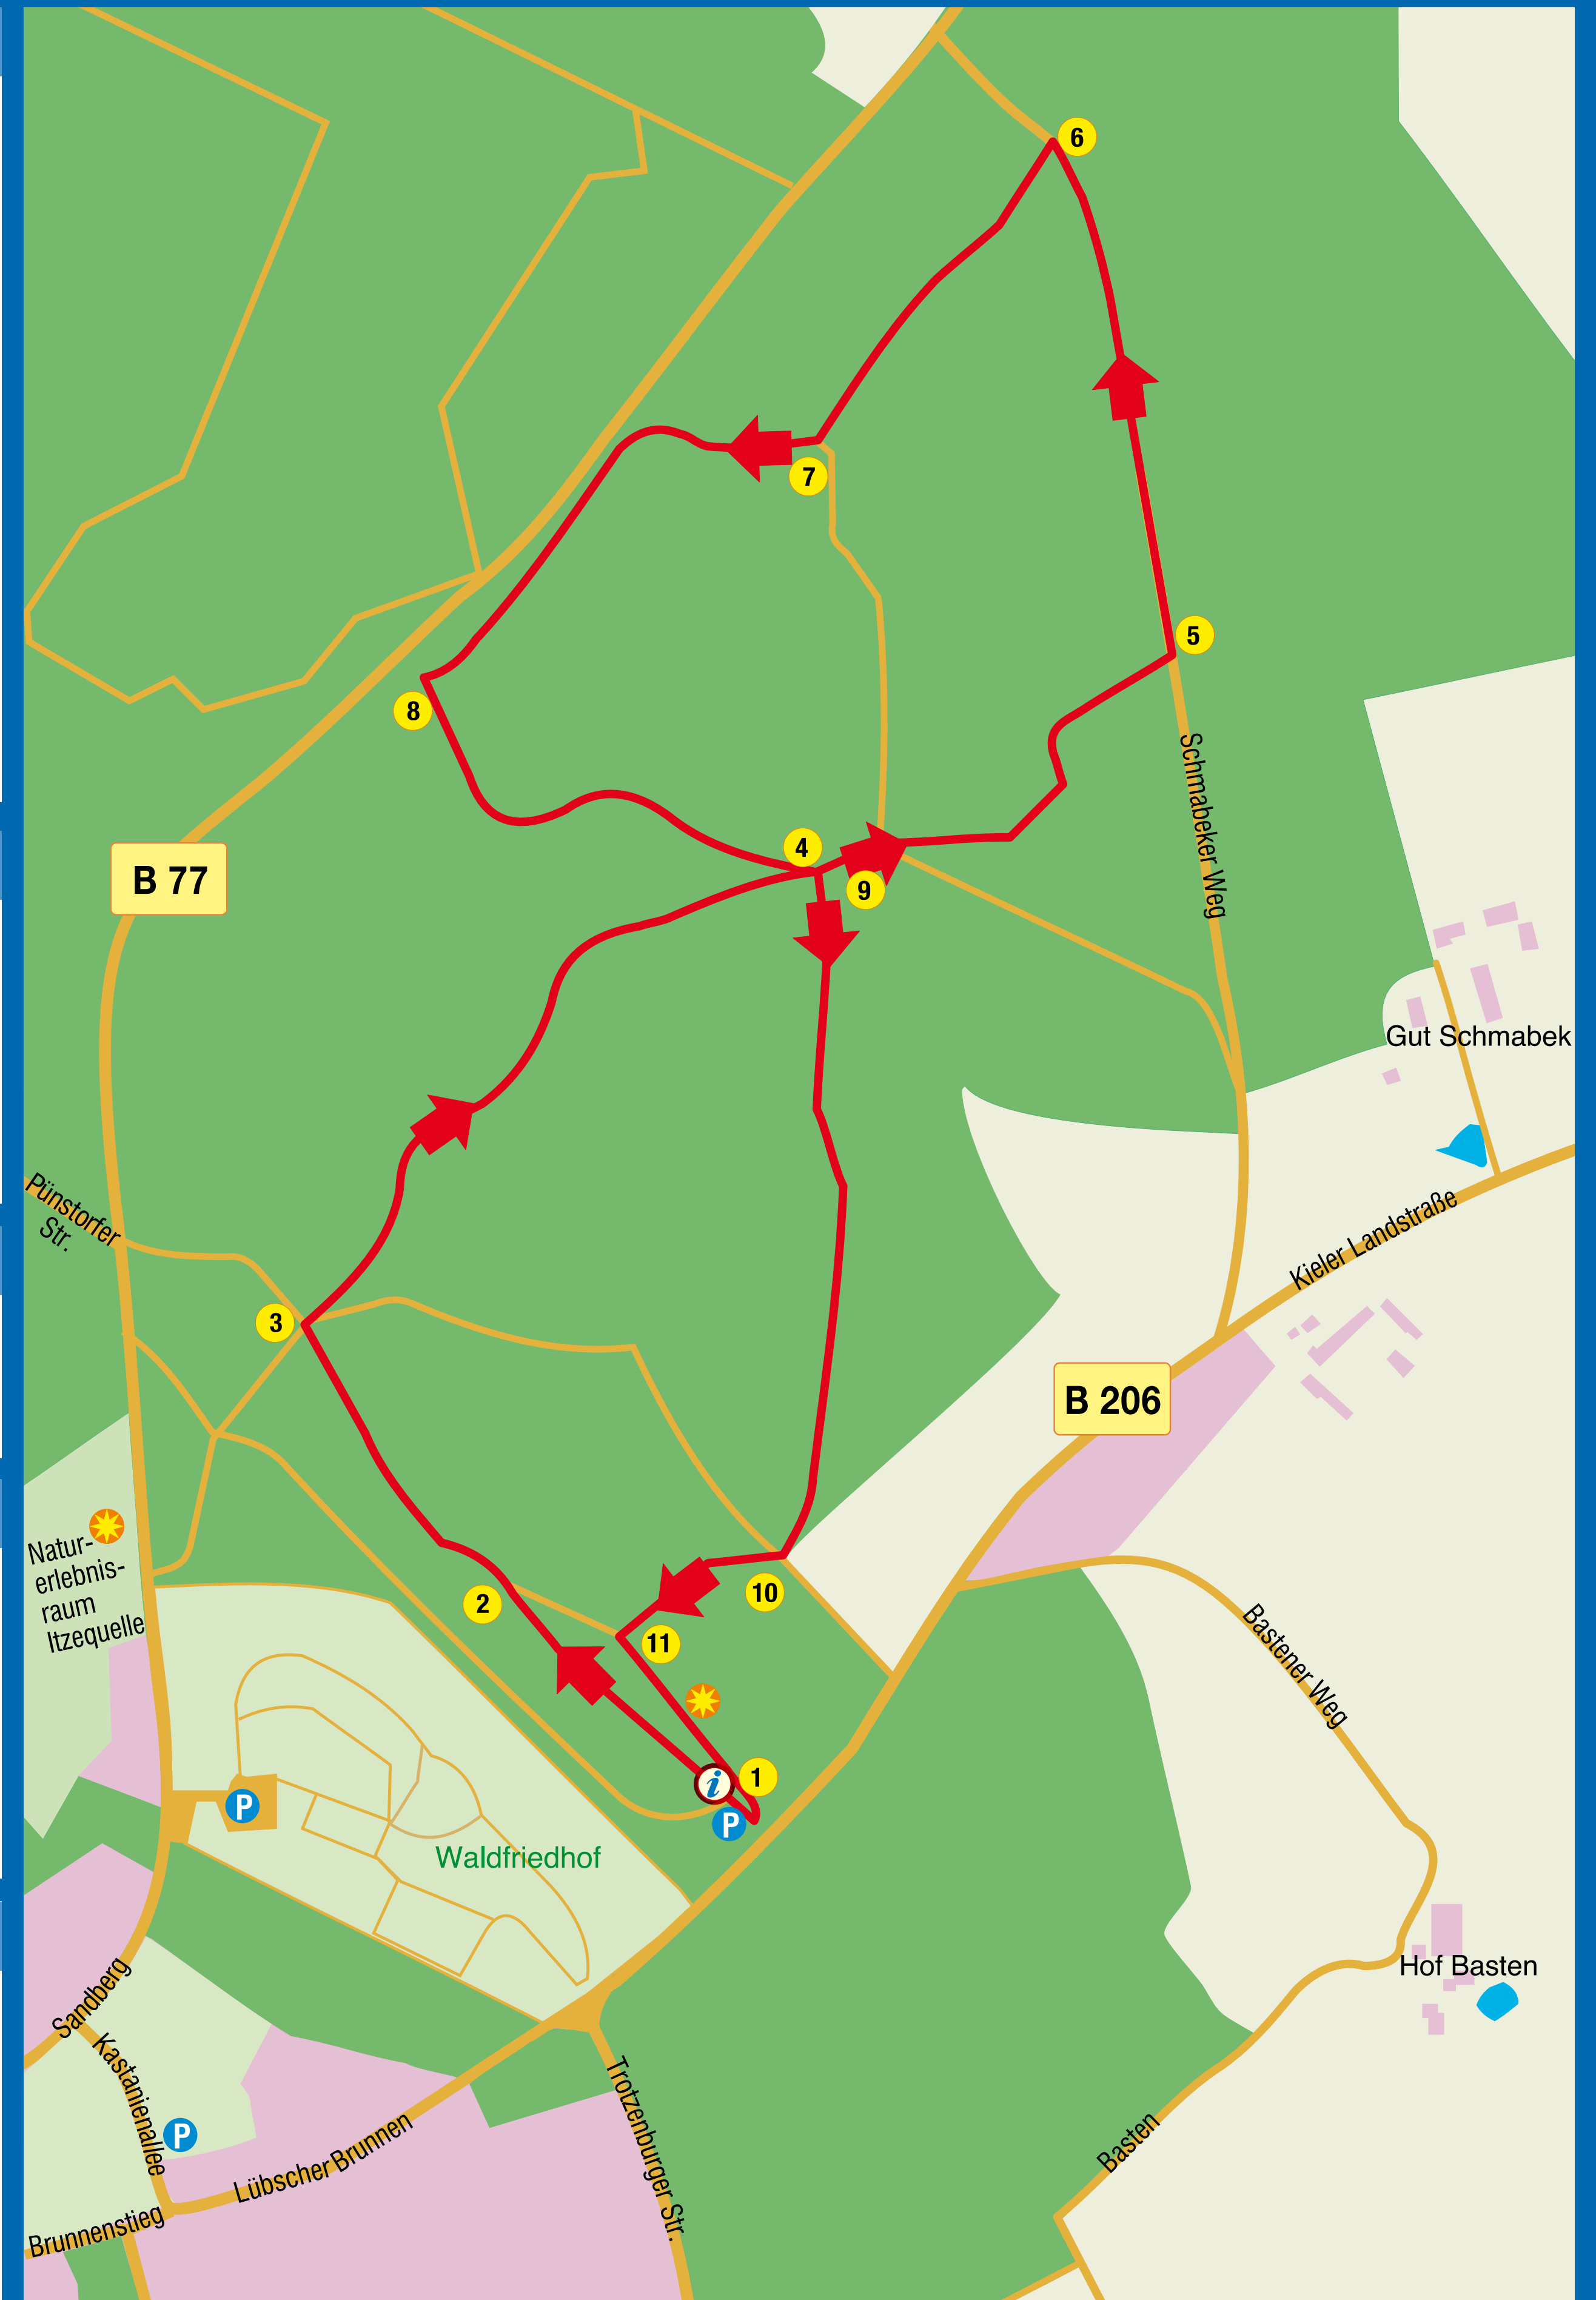 6
7
5
8
Schmabeker Weg
4
B 77
9
Gut Schmabek
Pünstorfer
Str.
Kieler Landstraße
3
B 206
Natur-
erlebnis-
raum
Itzequelle
2
10
11
Bastener Weg
i
1
P
P
Waldfriedhof
Hof Basten
Sandberg
Kastanienallee
P
Trotzenburger Str.
Basten
Lübscher Brunnen
Brunnenstieg